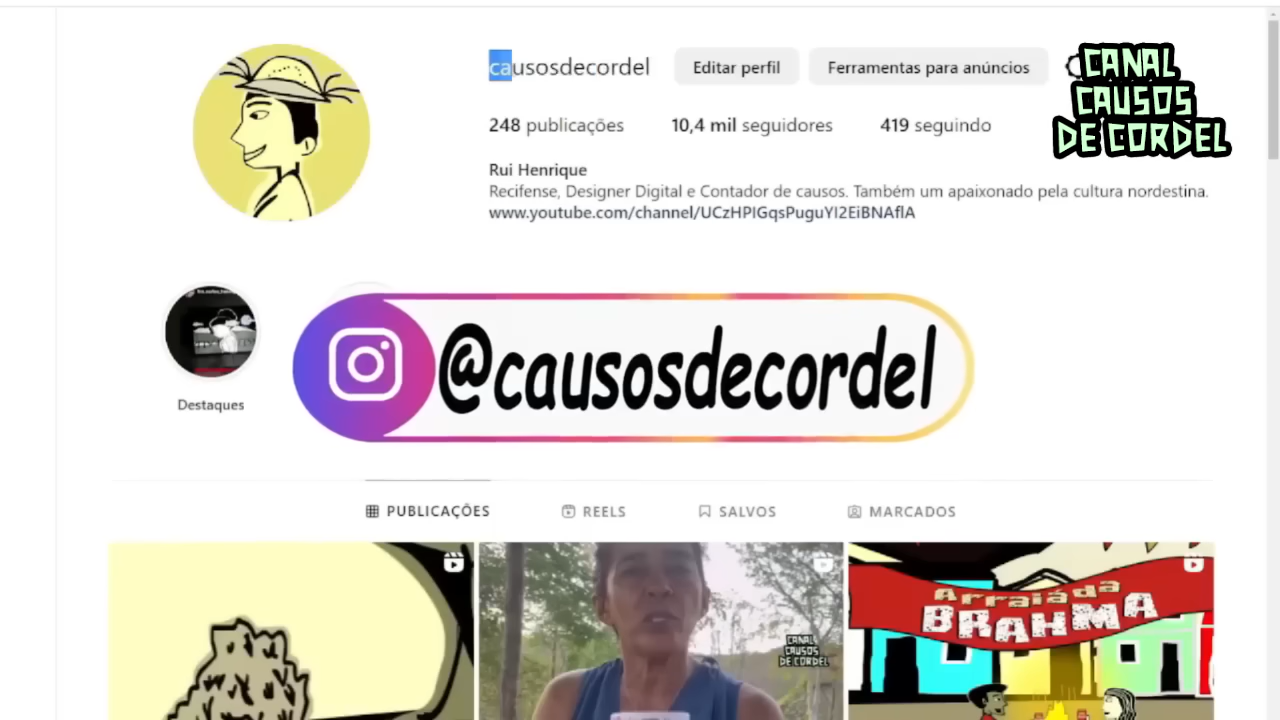 causosdecordel
Editar perfil
Ferramentas para anúncios
CANAL
CAUSOS
DE CORDEL
248 publicações
10,4 mil seguidores
419 seguindo
Rui Henrique
Recifense, Designer Digital e Contador de causos. Também um apaixonado pela cultura nordestina.
www.youtube.com/channel/UCzHPIGqsPuguYI2EiBNAflA
@causosdecordel
Destaques
PUBLICAÇÕES
REELS
SALVOS
MARCADOS
Arraiá da
BRAHMA
CANAL
CAUSOS
DE CORDEL